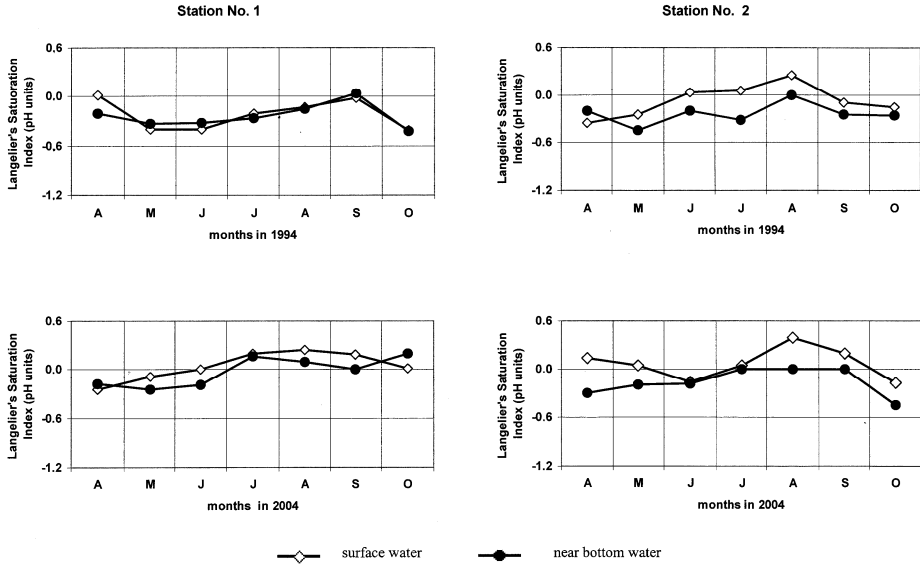 Station No. 1
Station No. 2
Langelier's Satuoration
Index (pH units)
0.6
0.0
-0.6
-1.2
A M J J A S O
months in 1994
Langelier's Saturation
Index (pH units)
0.6
0.0
-0.6
-1.2
A M J J A S O
months in 1994
Langelier's Saturation
Index (pH units)
0.6
0.0
-0.6
-1.2
A M J J A S O
months in 2004
Langelier's Saturation
Index (pH units)
0.6
0.0
-0.6
-1.2
A M J J A S O
months in 2004
surface water
near bottom water